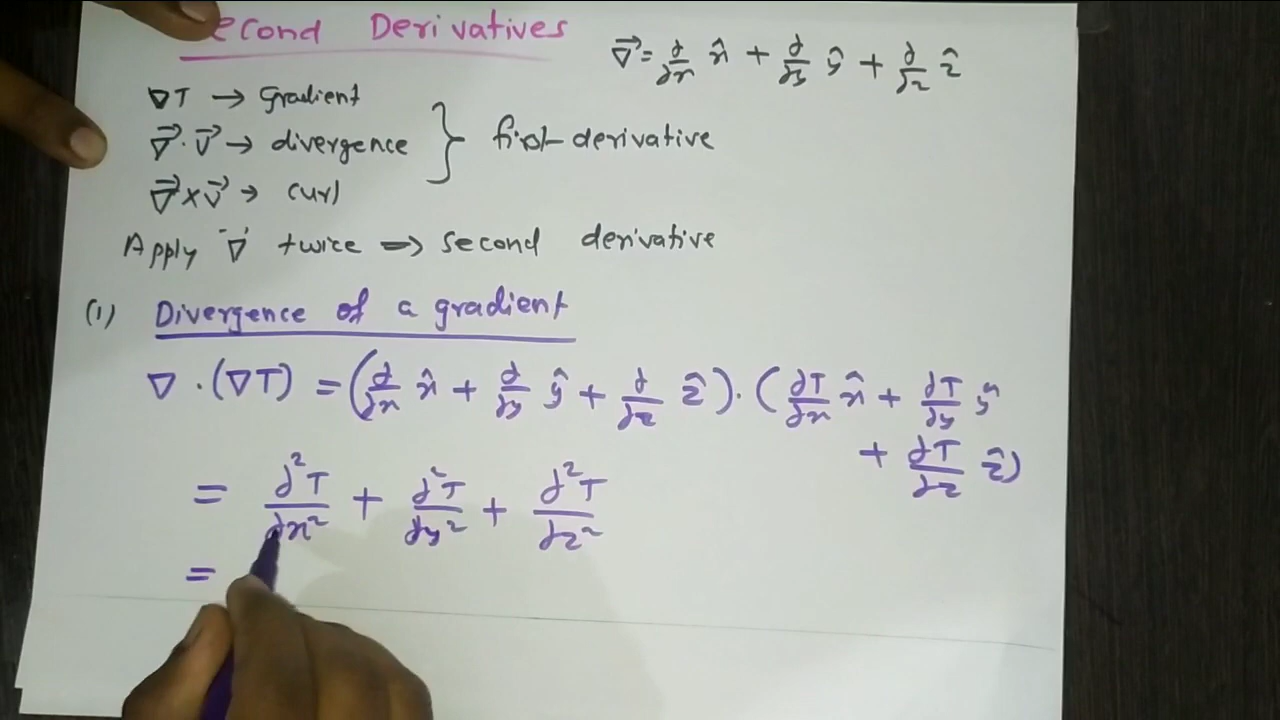 econd Derivatives
∇⃗ = ∂/∂x x̂ + ∂/∂y ŷ + ∂/∂z ẑ
∇T → Gradient
∇⃗·v⃗ → divergence } first derivative
∇⃗×v⃗ → curl
Apply '∇' twice => second derivative
(1) Divergence of a gradient
∇·(∇T) = (∂/∂x x̂ + ∂/∂y ŷ + ∂/∂z ẑ)·(∂T/∂x x̂ + ∂T/∂y ŷ
+ ∂T/∂z ẑ)
= ∂²T/∂x² + ∂²T/∂y² + ∂²T/∂z²
=